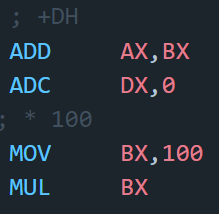 ; +DH
ADD AX,BX
ADC DX,0
; * 100
MOV BX,100
MUL BX